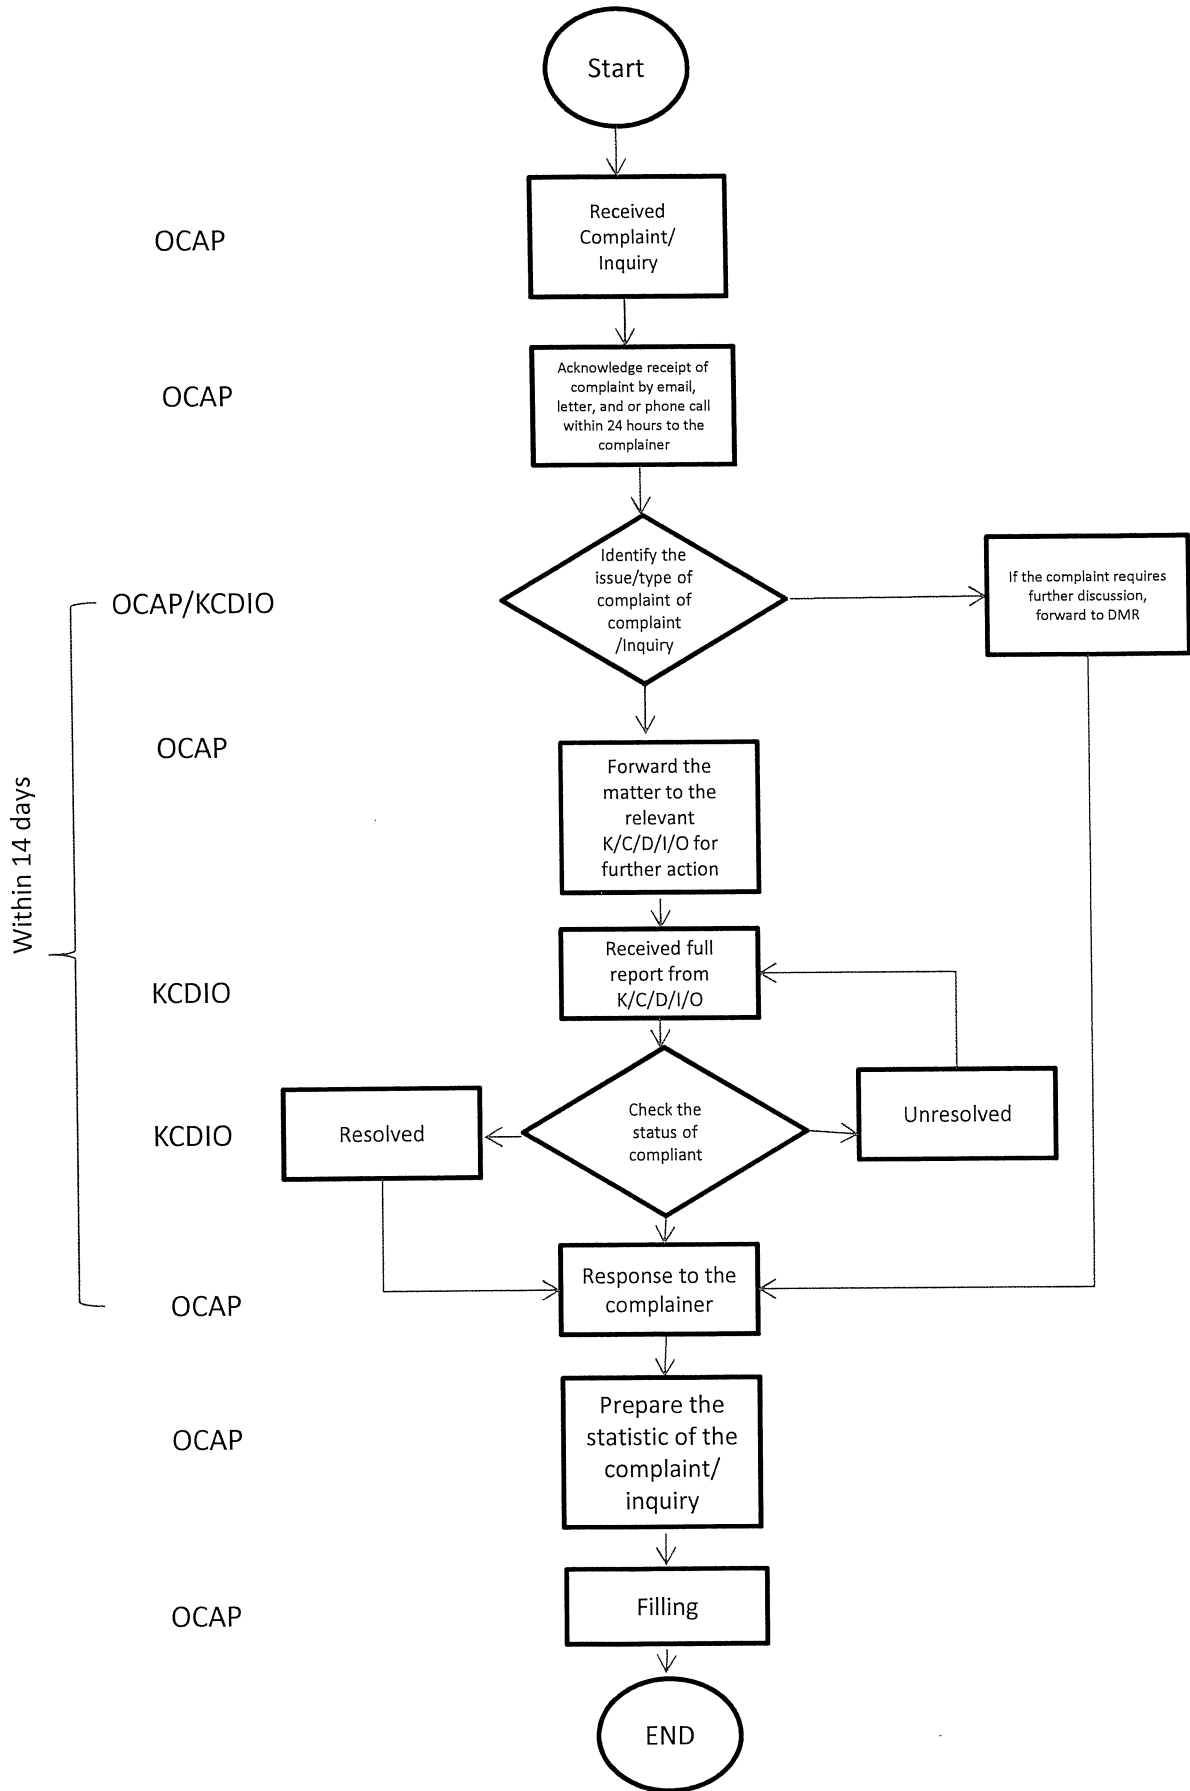 Start
OCAP
Received
Complaint/
Inquiry
OCAP
Acknowledge receipt of
complaint by email,
letter, and or phone call
within 24 hours to the
complainer
OCAP/KCDIO
Identify the
issue/type of
complaint of
complaint
/Inquiry
If the complaint requires
further discussion,
forward to DMR
Within 14 days
OCAP
Forward the
matter to the
relevant
K/C/D/I/O for
further action
KCDIO
Received full
report from
K/C/D/I/O
KCDIO
Resolved
Check the
status of
compliant
Unresolved
OCAP
Response to the
complainer
OCAP
Prepare the
statistic of the
complaint/
inquiry
OCAP
Filling
END